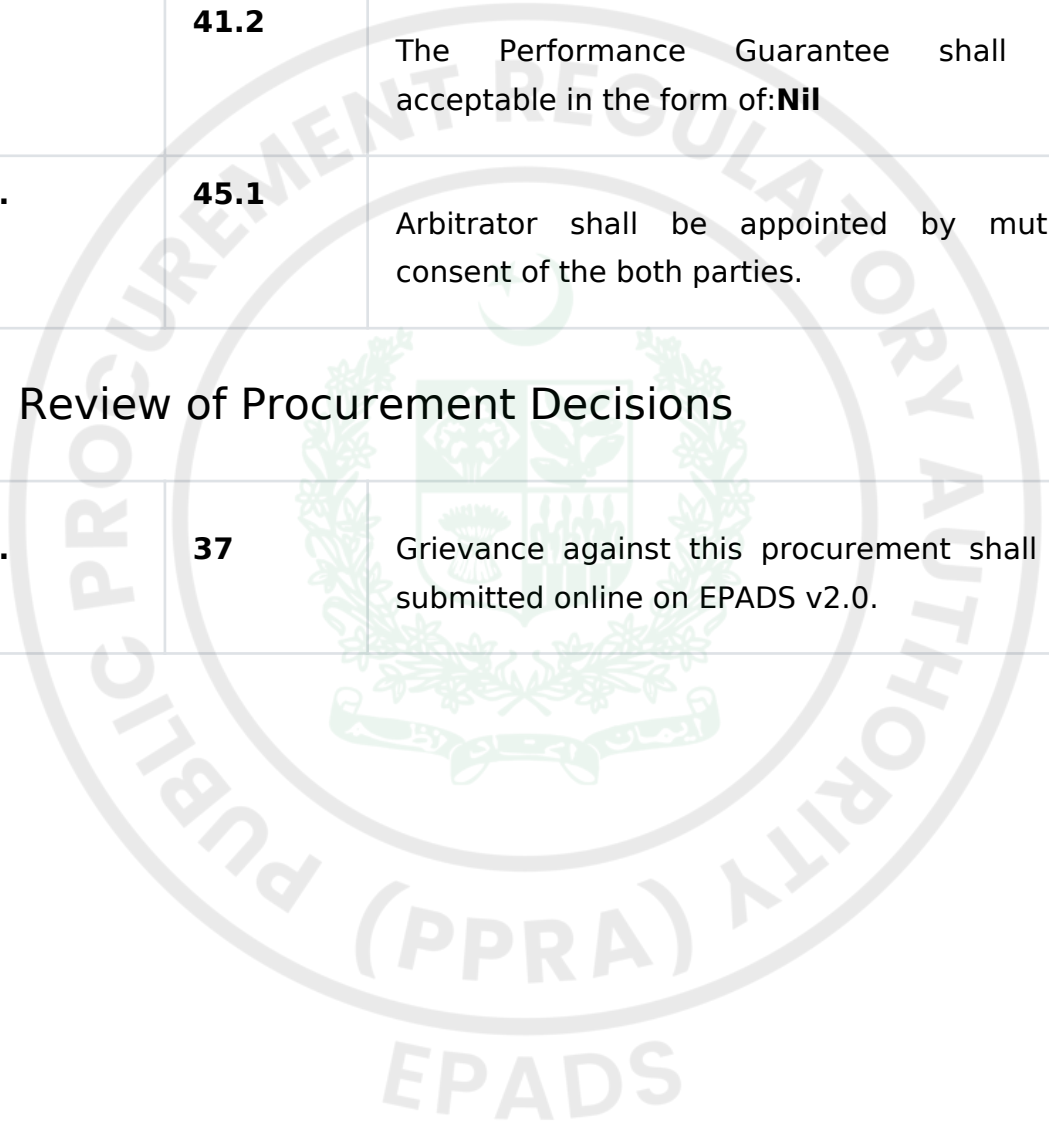 41.2
The Performance Guarantee shall
acceptable in the form of:Nil
. 45.1
Arbitrator shall be appointed by mut
consent of the both parties.
Review of Procurement Decisions
. 37 Grievance against this procurement shall
submitted online on EPADS v2.0.
PUBLIC PROCUREMENT REGULATORY AUTHORITY
(PPRA)
EPADS